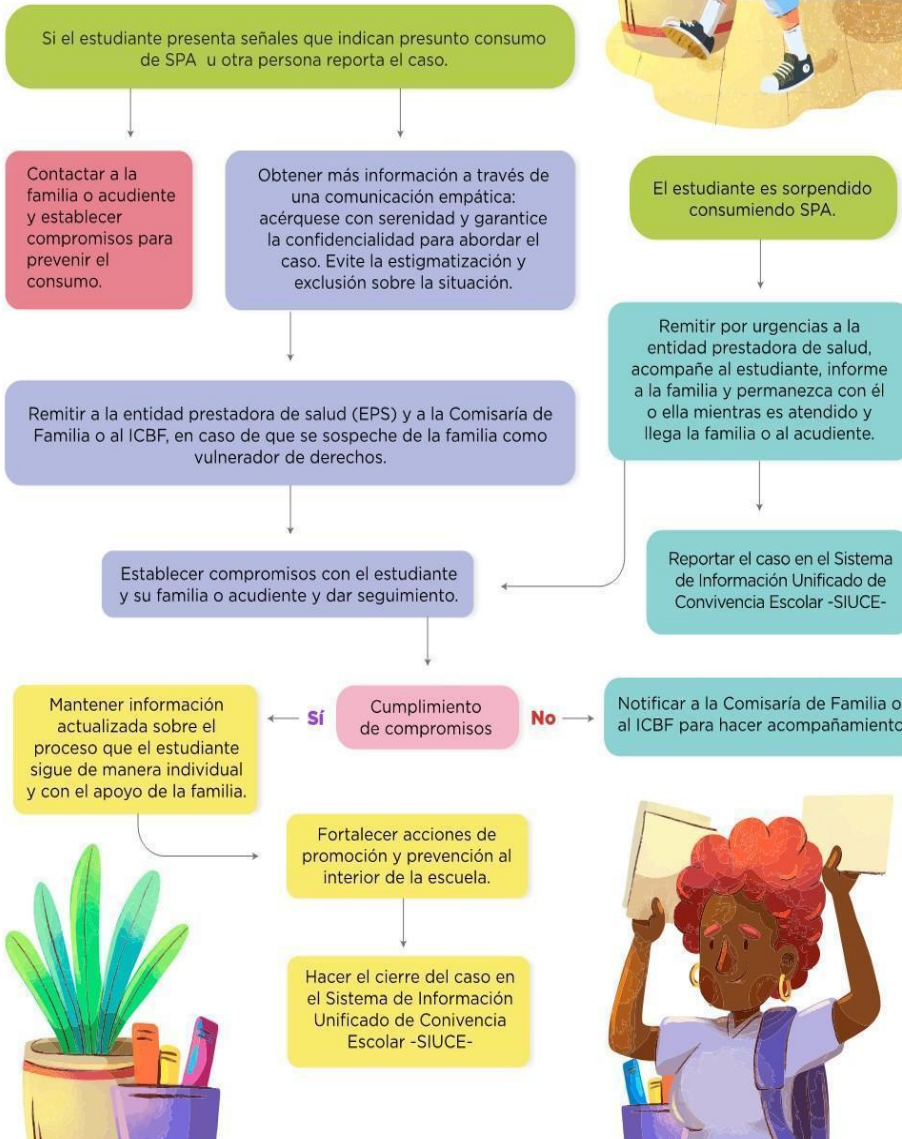 Si el estudiante presenta señales que indican presunto consumo
de SPA u otra persona reporta el caso.
Contactar a la
familia o acudiente
y establecer
compromisos para
prevenir el
consumo.
Obtener más información a través de
una comunicación empática:
acérquese con serenidad y garantice
la confidencialidad para abordar el
caso. Evite la estigmatización y
exclusión sobre la situación.
El estudiante es sorpendido
consumiendo SPA.
Remitir por urgencias a la
entidad prestadora de salud,
acompañe al estudiante, informe
a la familia y permanezca con él
o ella mientras es atendido y
llega la familia o al acudiente.
Remitir a la entidad prestadora de salud (EPS) y a la Comisaría de
Familia o al ICBF, en caso de que se sospeche de la familia como
vulnerador de derechos.
Reportar el caso en el Sistema
de Información Unificado de
Convivencia Escolar -SIUCE-
Establecer compromisos con el estudiante
y su familia o acudiente y dar seguimiento.
Mantener información
actualizada sobre el
proceso que el estudiante
sigue de manera individual
y con el apoyo de la familia.
Sí
Cumplimiento
de compromisos
No
Notificar a la Comisaría de Familia o
al ICBF para hacer acompañamiento
Fortalecer acciones de
promoción y prevención al
interior de la escuela.
Hacer el cierre del caso en
el Sistema de Información
Unificado de Conivencia
Escolar -SIUCE-